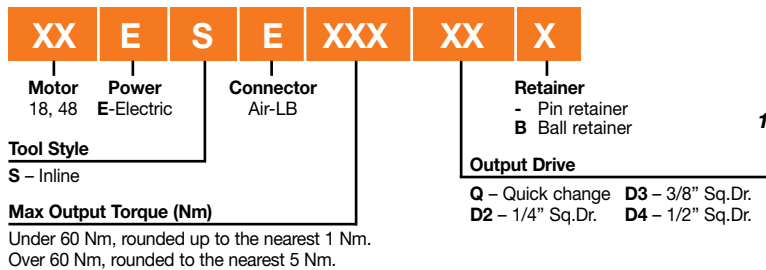 XX E S E XXX XX X
Motor Power Connector Retainer
18, 48 E-Electric Air-LB - Pin retainer
B Ball retainer
1
Tool Style
S – Inline
Output Drive
Q – Quick change D3 – 3/8” Sq.Dr.
D2 – 1/4” Sq.Dr. D4 – 1/2” Sq.Dr.
Max Output Torque (Nm)
Under 60 Nm, rounded up to the nearest 1 Nm.
Over 60 Nm, rounded to the nearest 5 Nm.